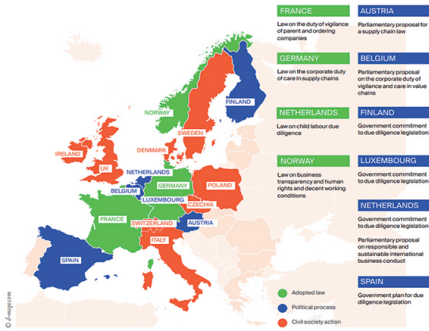 FRANCE
Law on the duty of vigilance
of parent and ordering
companies
GERMANY
Law on the corporate duty
of care in supply chains
NETHERLANDS
Law on child labour due
diligence
NORWAY
Law on business
transparency and human
rights and decent working
conditions
AUSTRIA
Parliamentary proposal for
a supply chain law
BELGIUM
Parliamentary proposal
on the corporate duty of
vigilance and care in value
chains
FINLAND
Government commitment
to due diligence legislation
LUXEMBOURG
Government commitment
to due diligence legislation
NETHERLANDS
Government commitment
to due diligence legislation
Parliamentary proposal
on responsible and
sustainable international
business conduct
SPAIN
Government plan for due
diligence legislation
FINLAND
NORWAY
SWEDEN
DENMARK
IRELAND
UK
NETHERLANDS
BELGIUM
GERMANY
POLAND
LUXEMBOURG
CZECHIA
FRANCE
SWITZERLAND
AUSTRIA
ITALY
SPAIN
Adopted law
Political process
Civil society action
© d-maps.com